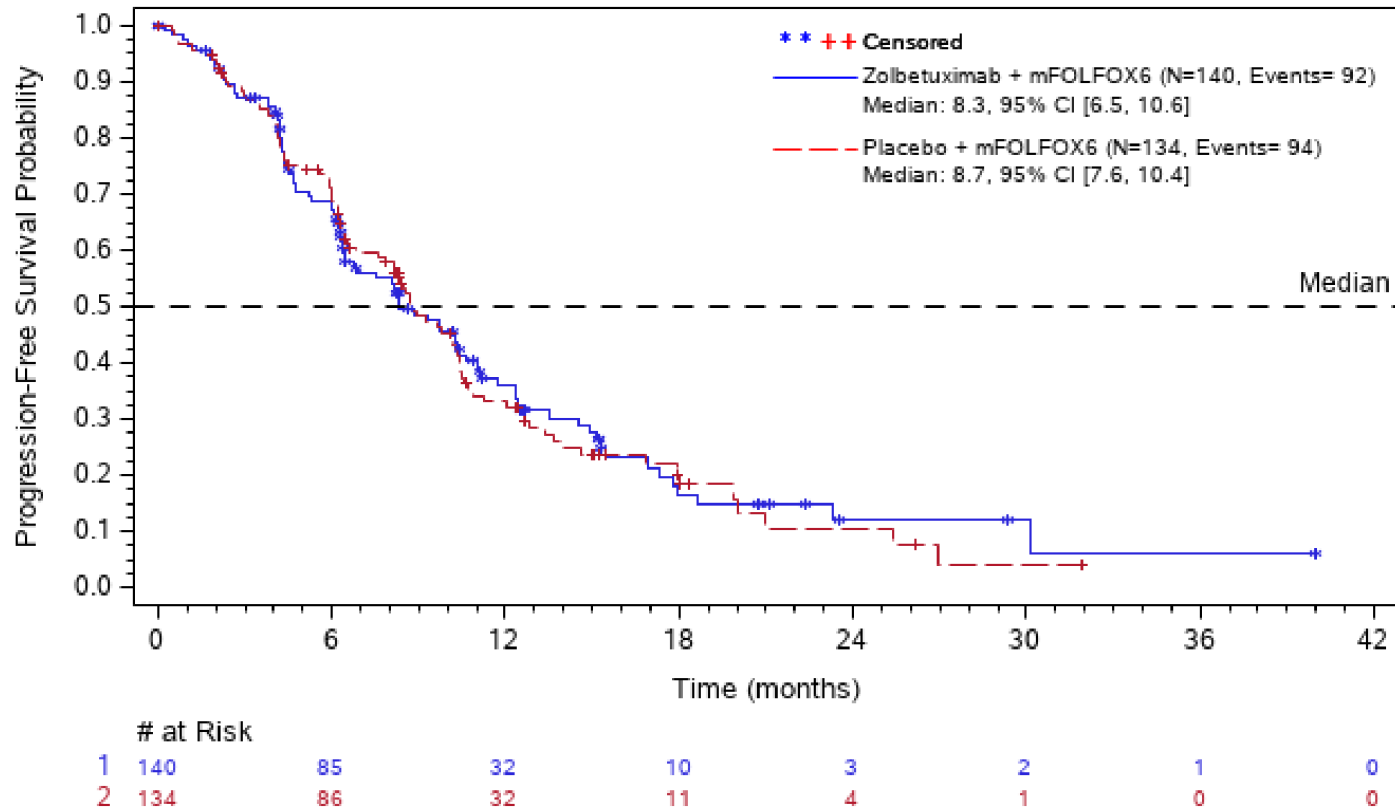 Progression-Free Survival Probability
1.0
0.9
0.8
0.7
0.6
0.5
0.4
0.3
0.2
0.1
0.0
Censored
Zolbetuximab + mFOLFOX6 (N=140, Events= 92)
Median: 8.3, 95% CI [6.5, 10.6]
Placebo + mFOLFOX6 (N=134, Events= 94)
Median: 8.7, 95% CI [7.6, 10.4]
Median
0 6 12 18 24 30 36 42
Time (months)
# at Risk
1 140 85 32 10 3 2 1 0
2 134 86 32 11 4 1 0 0